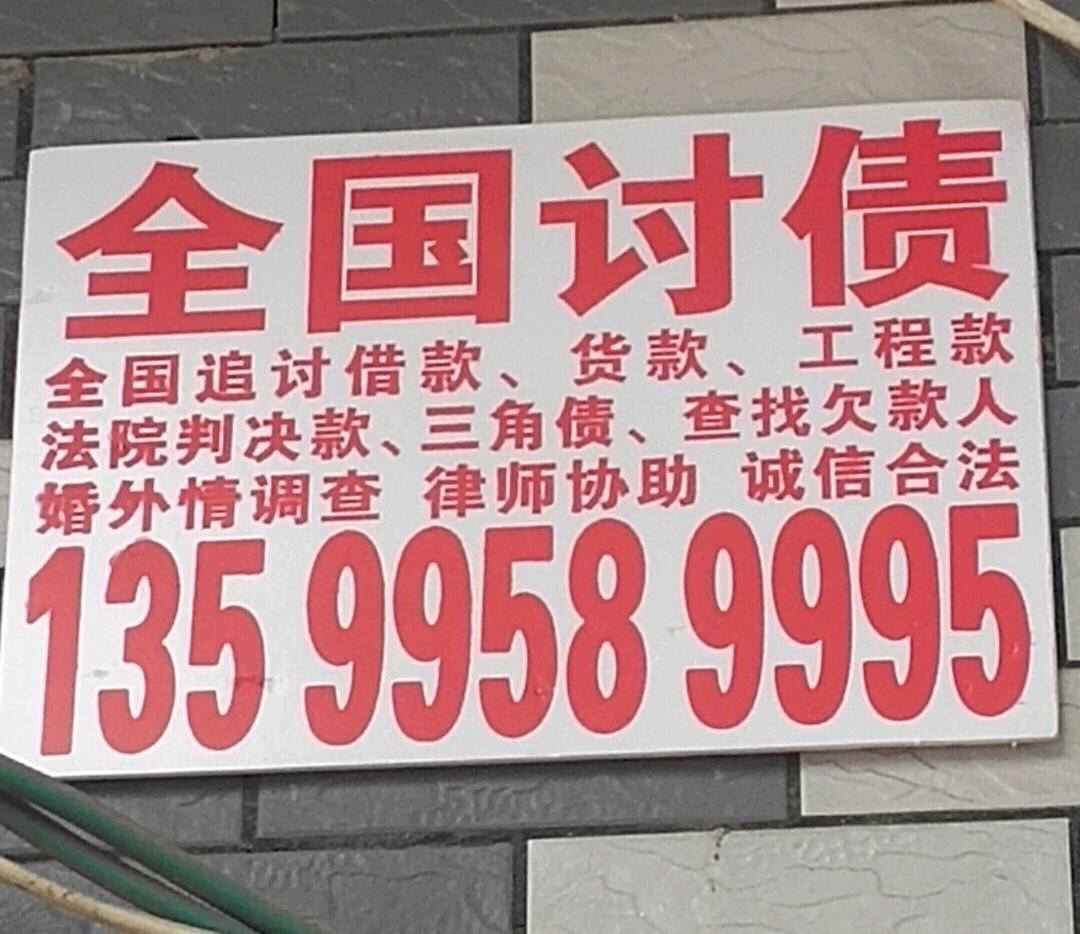 全国讨债
全国追讨借款、货款、工程款
法院判决款、三角债、查找欠款人
婚外情调查 律师协助 诚信合法
135 9958 9995